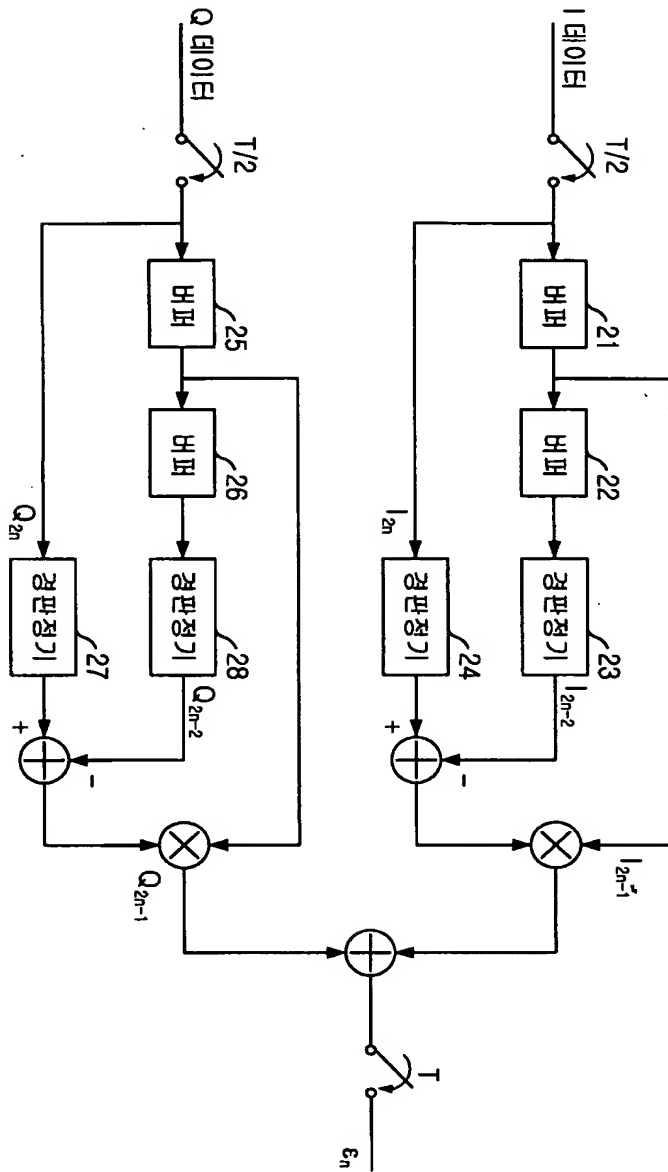 I 데이터
T/2
버퍼
21
버퍼
22
경판정기
23
I2n-2
I2n
경판정기
24
+
-
I2n-1
Q 데이터
T/2
버퍼
25
버퍼
26
경판정기
28
Q2n-2
Q2n
경판정기
27
+
-
Q2n-1
T
εn